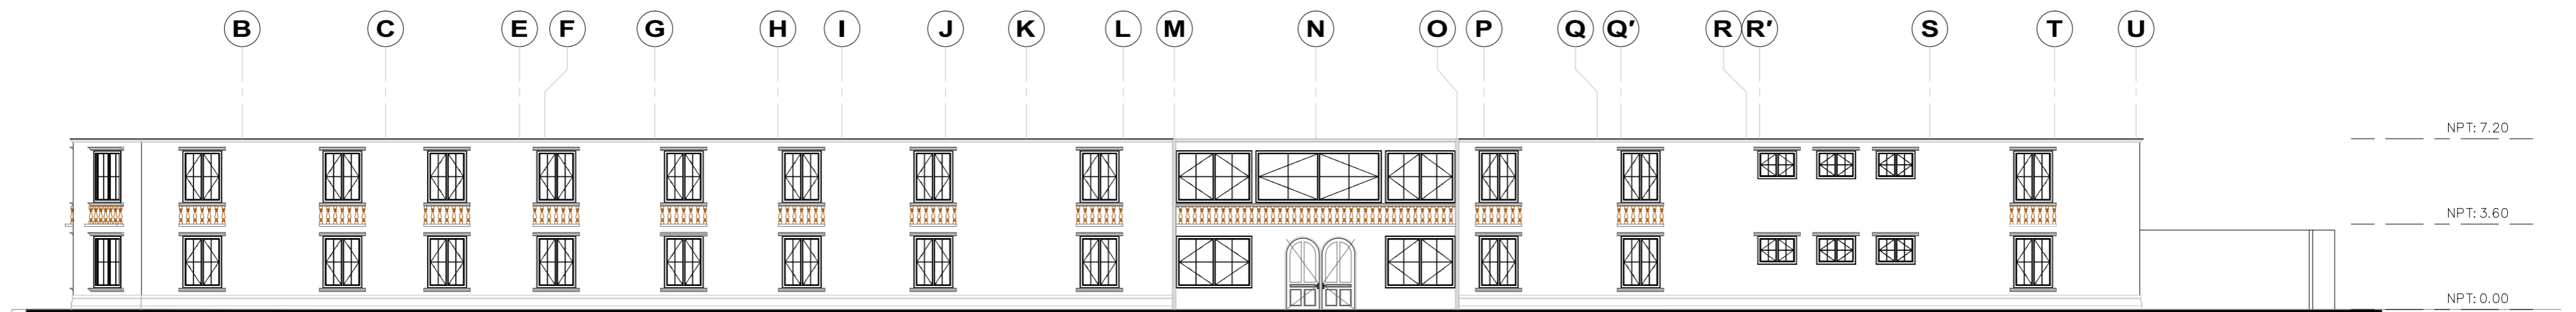 B C E F G H I J K L M N O P Q Q' R R' S T U
NPT: 7.20
NPT: 3.60
NPT: 0.00